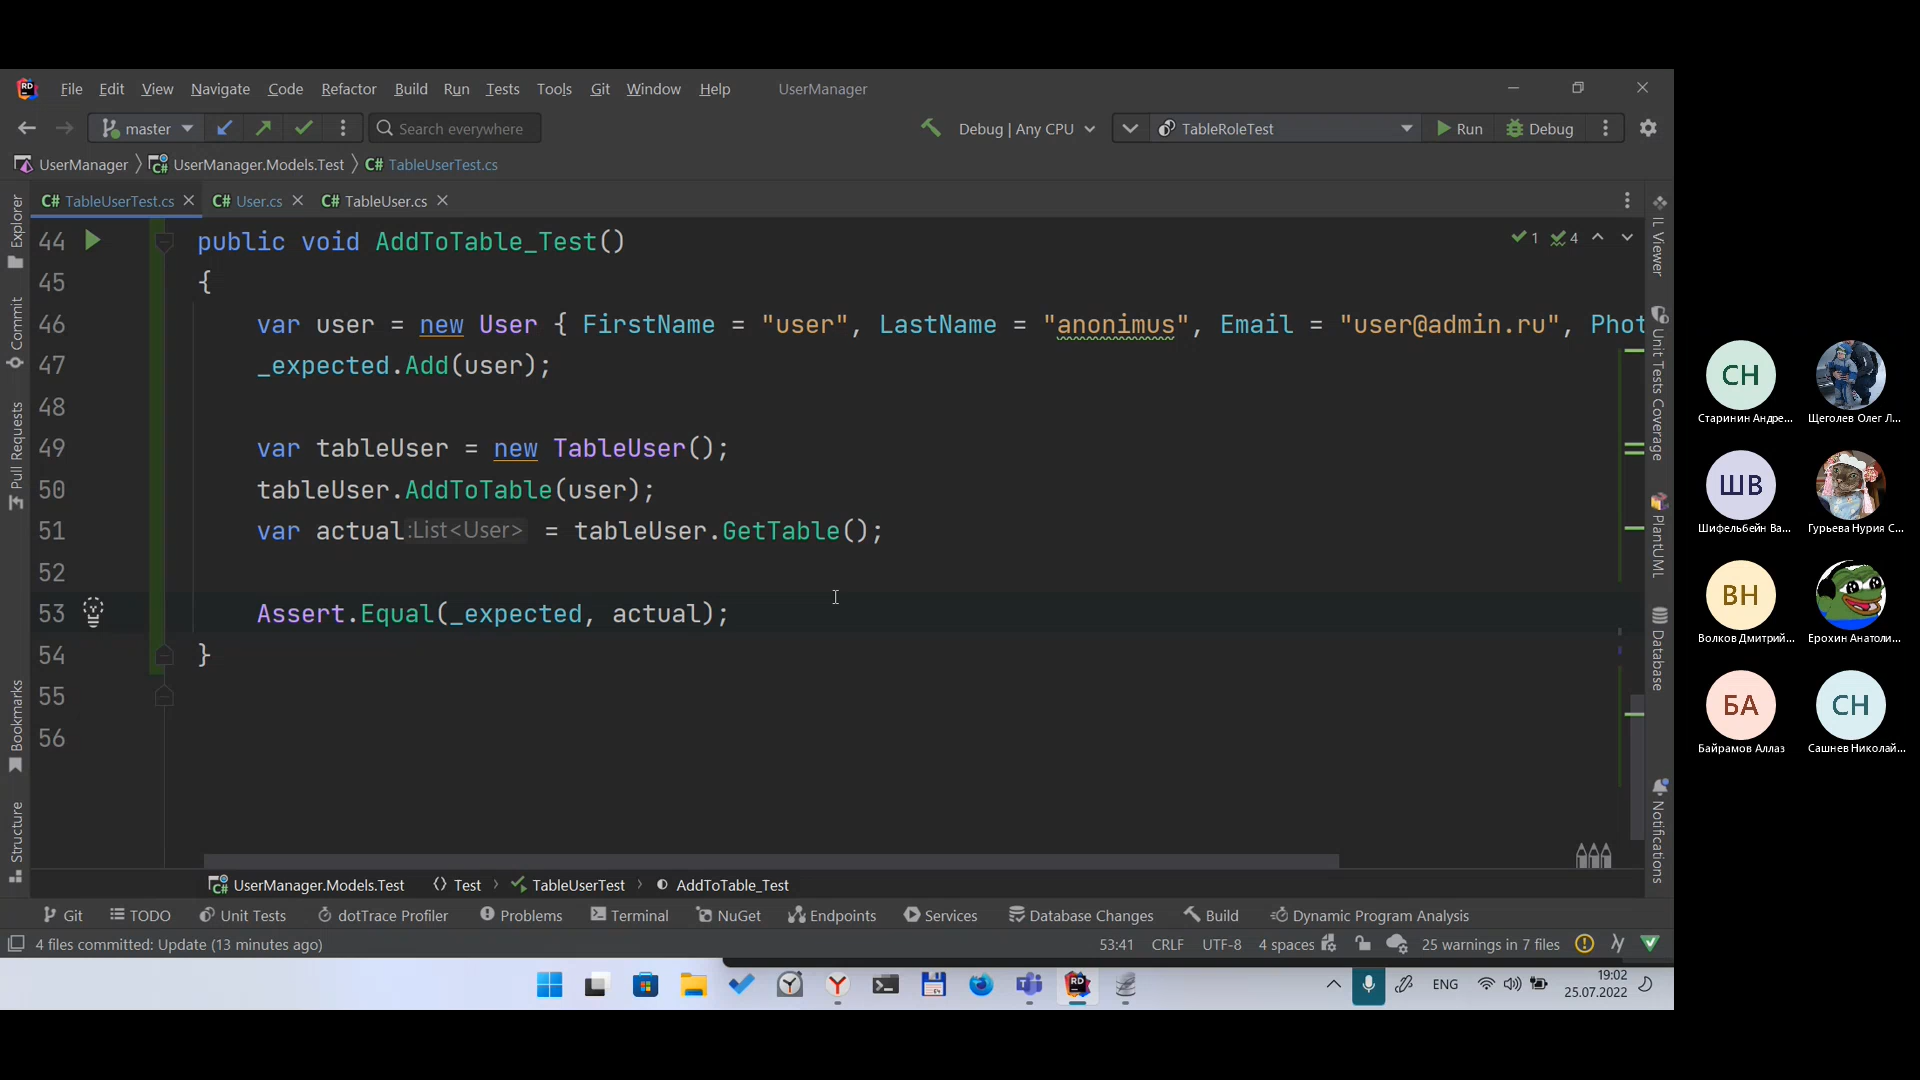 File Edit View Navigate Code Refactor Build Run Tests Tools Git Window Help UserManager
master Search everywhere Debug | Any CPU TableRoleTest Run Debug
UserManager UserManager.Models.Test C# TableUserTest.cs
C# TableUserTest.cs C# User.cs C# TableUser.cs
44 public void AddToTable_Test()
1 4
45 {
46 var user = new User { FirstName = "user", LastName = "anonimus", Email = "user@admin.ru", Phot
47 _expected.Add(user);
48
49 var tableUser = new TableUser();
50 tableUser.AddToTable(user);
51 var actual :List<User> = tableUser.GetTable();
52
53 Assert.Equal(_expected, actual);
54 }
55
56
Explorer
Commit
Pull Requests
Bookmarks
Structure
IL Viewer
Unit Tests Coverage
PlantUML
Database
Notifications
UserManager.Models.Test Test TableUserTest AddToTable_Test
Git TODO Unit Tests dotTrace Profiler Problems Terminal NuGet Endpoints Services Database Changes Build Dynamic Program Analysis
4 files committed: Update (13 minutes ago) 53:41 CRLF UTF-8 4 spaces 25 warnings in 7 files
ENG 19:02
25.07.2022
СН
Старинин Андре... Щеголев Олег Л...
ШВ
Шифельбейн Ва... Гурьева Нурия С...
ВН
Волков Дмитрий... Ерохин Анатоли...
БА СН
Байрамов Аллаз Сашнев Николай...